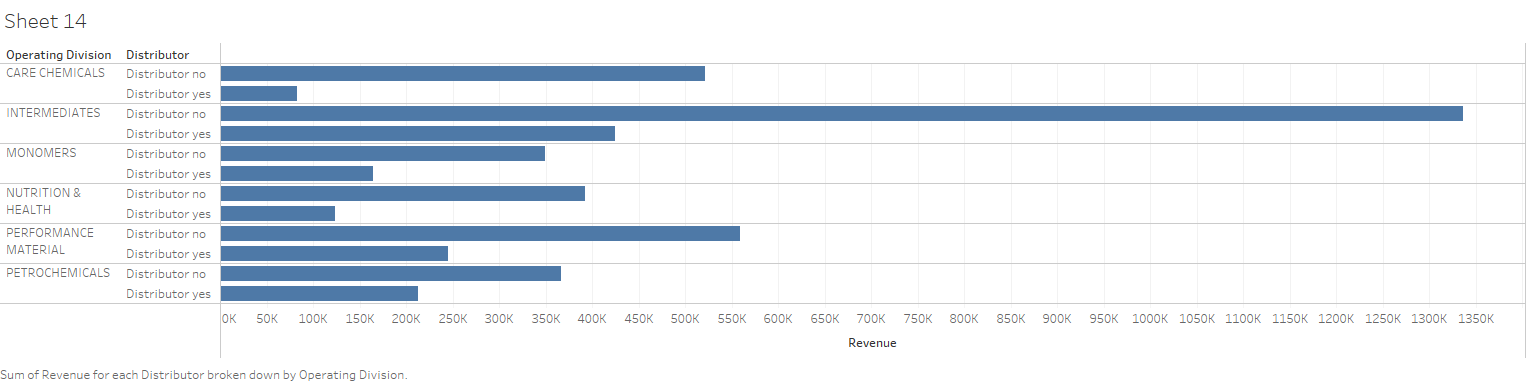 Sheet 14
Operating Division Distributor
CARE CHEMICALS Distributor no
Distributor yes
INTERMEDIATES Distributor no
Distributor yes
MONOMERS Distributor no
Distributor yes
NUTRITION & HEALTH Distributor no
Distributor yes
PERFORMANCE MATERIAL Distributor no
Distributor yes
PETROCHEMICALS Distributor no
Distributor yes
0K 50K 100K 150K 200K 250K 300K 350K 400K 450K 500K 550K 600K 650K 700K 750K 800K 850K 900K 950K 1000K 1050K 1100K 1150K 1200K 1250K 1300K 1350K
Revenue
Sum of Revenue for each Distributor broken down by Operating Division.